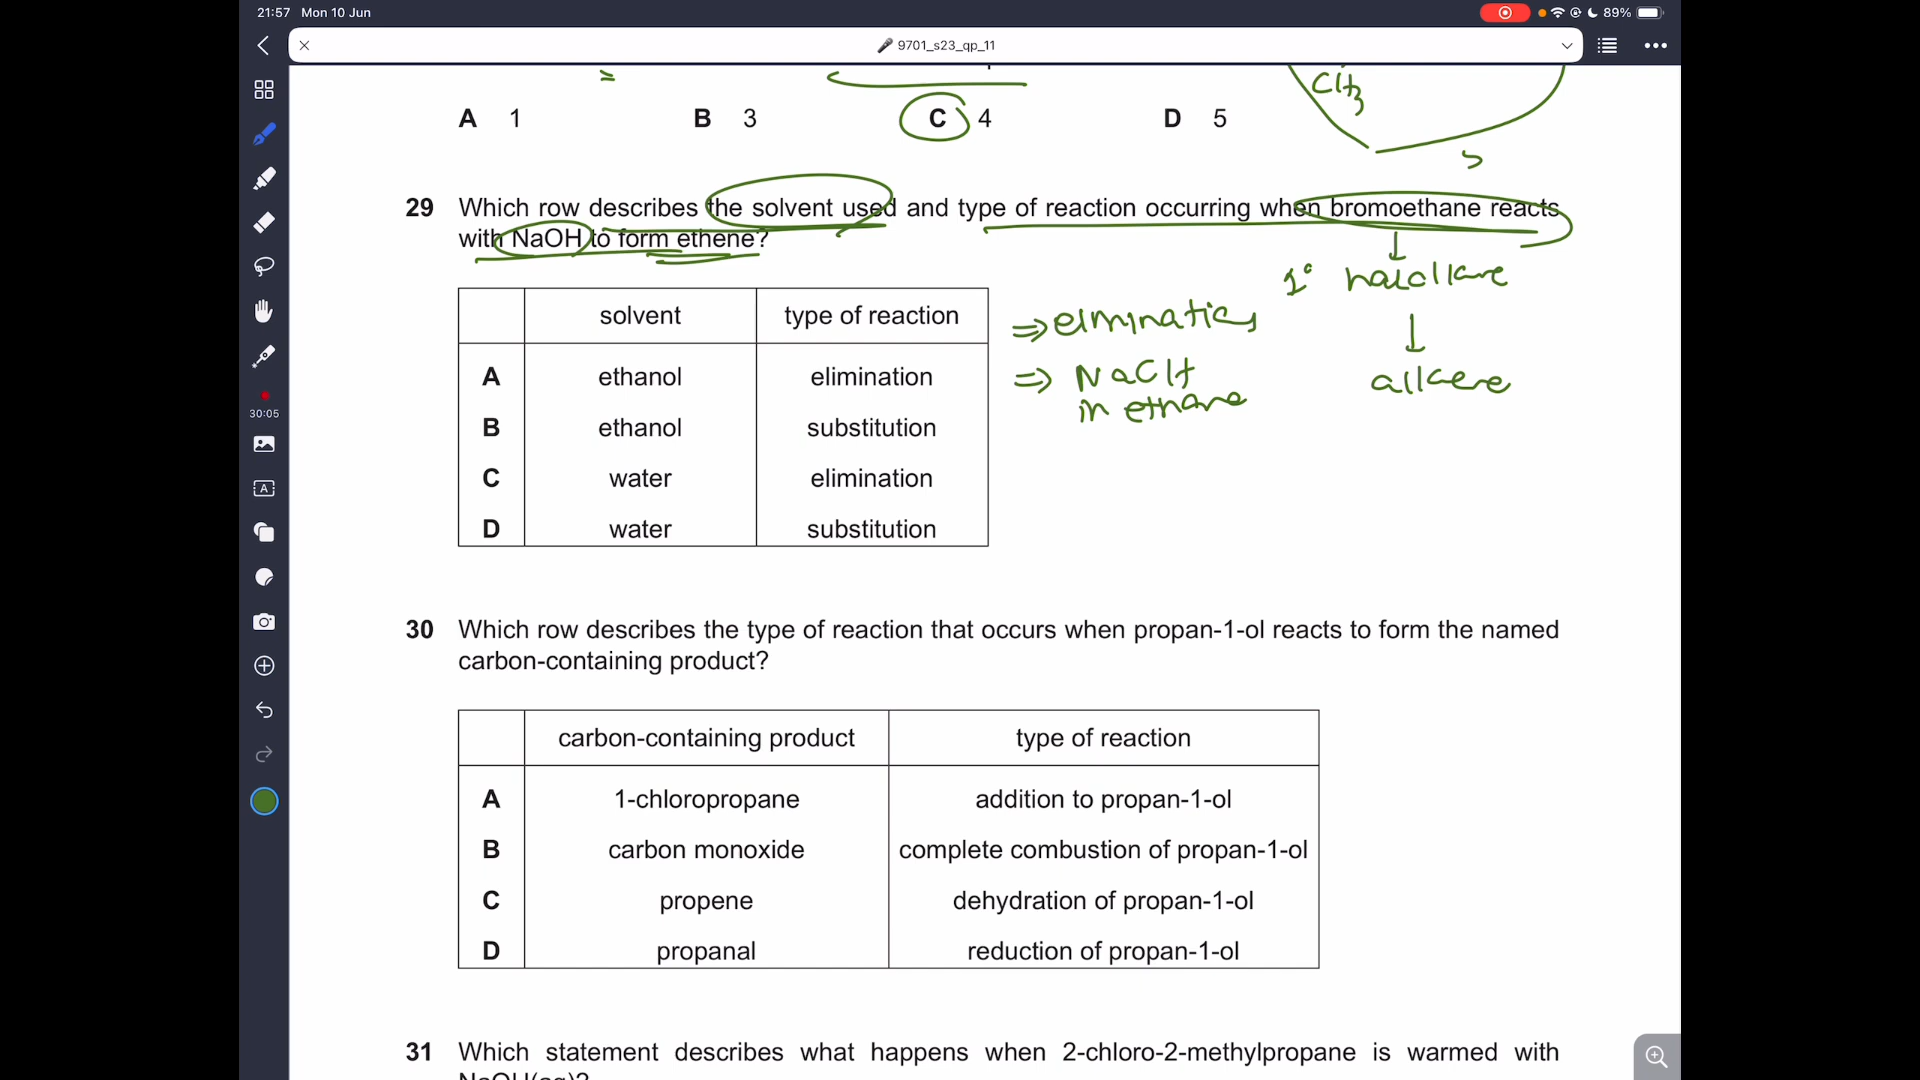 21:57 Mon 10 Jun
89%
9701_s23_qp_11
CH3
A 1 B 3 C 4 D 5
29 Which row describes the solvent used and type of reaction occurring when bromoethane reacts
with NaOH to form ethene?
1° haloalkane
alkene
solvent type of reaction
A ethanol elimination
B ethanol substitution
C water elimination
D water substitution
⇒ elimination
⇒ NaOH
in ethane
30:05
30 Which row describes the type of reaction that occurs when propan-1-ol reacts to form the named
carbon-containing product?
carbon-containing product type of reaction
A 1-chloropropane addition to propan-1-ol
B carbon monoxide complete combustion of propan-1-ol
C propene dehydration of propan-1-ol
D propanal reduction of propan-1-ol
31 Which statement describes what happens when 2-chloro-2-methylpropane is warmed with
NaOH(aq)?